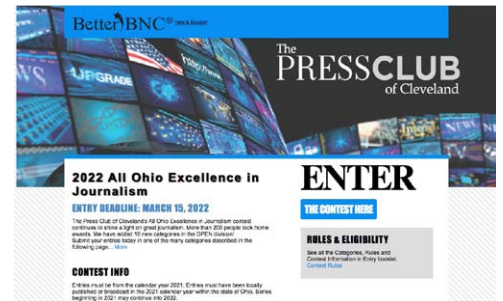 BetterBNC
The
PRESSCLUB
of Cleveland
UPGRADE
2022 All Ohio Excellence in
Journalism
ENTRY DEADLINE: MARCH 15, 2022
The Press Club of Cleveland's All Ohio Excellence in Journalism contest
continues to shine a light on great journalism. More than 200 people took home
awards. We have added 10 new categories in the OPEN division!
Submit your entries today in one of the many categories described in the
following page... More
CONTEST INFO
Entries must be from the calendar year 2021. Entries must have been locally
published or broadcast in the 2021 calendar year within the state of Ohio. Series
beginning in 2021 may continue into 2022.
ENTER
THE CONTEST HERE
RULES & ELIGIBILITY
See all the Categories, Rules and
Contest Information in Entry booklet.
Contest Rules